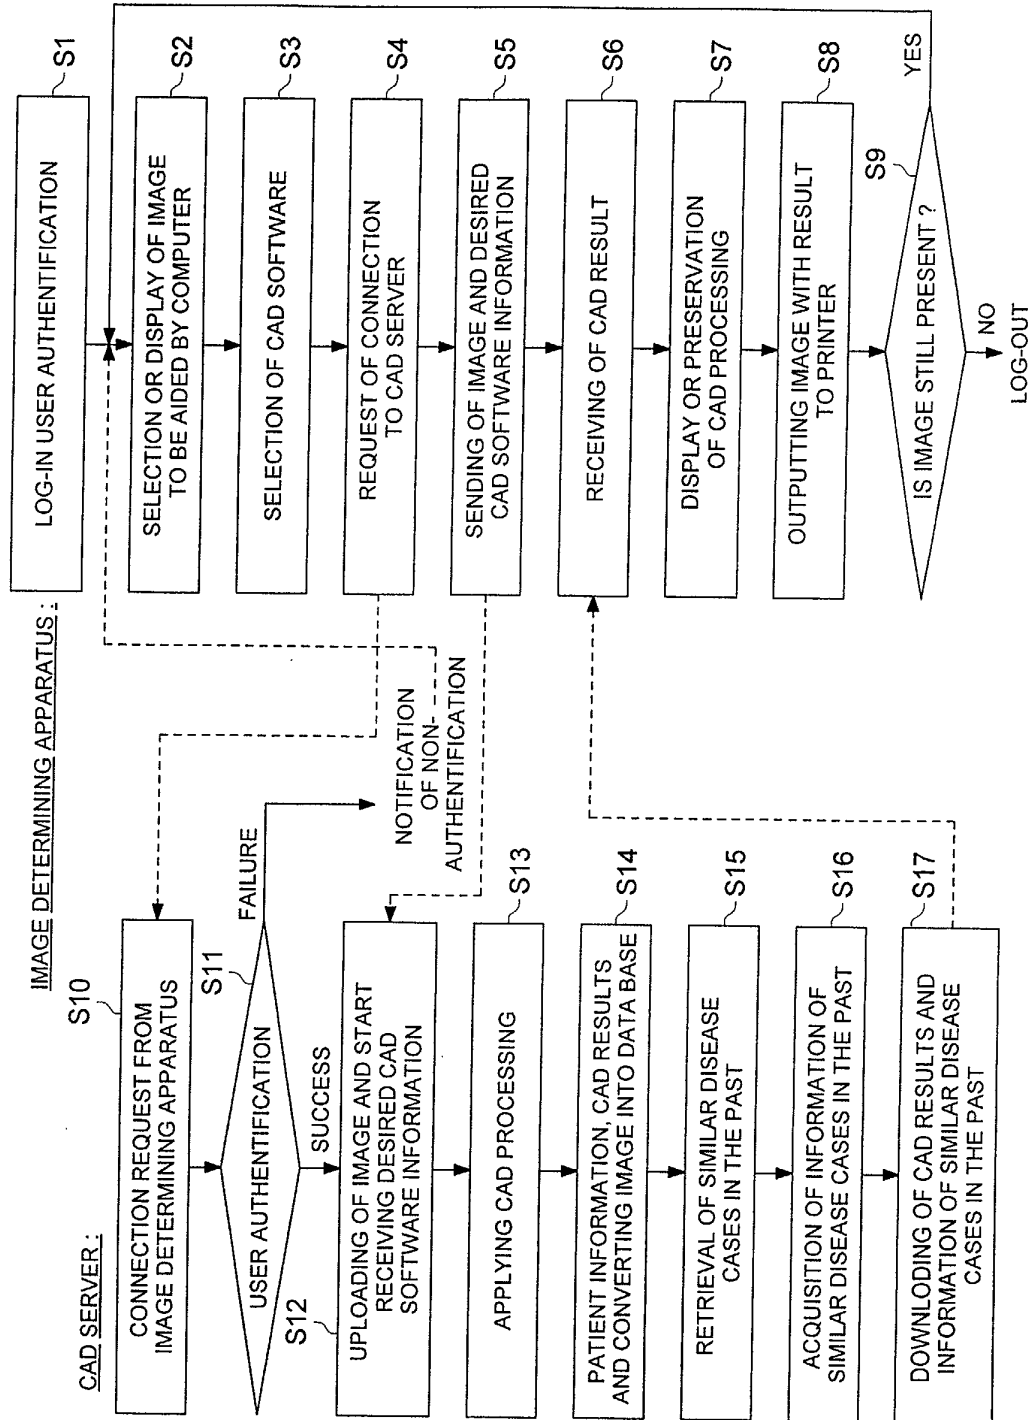 IMAGE DETERMINING APPARATUS :
LOG-IN USER AUTHENTIFICATION
S1
SELECTION OR DISPLAY OF IMAGE
TO BE AIDED BY COMPUTER
S2
SELECTION OF CAD SOFTWARE
S3
REQUEST OF CONNECTION
TO CAD SERVER
S4
SENDING OF IMAGE AND DESIRED
CAD SOFTWARE INFORMATION
S5
RECEIVING OF CAD RESULT
S6
DISPLAY OR PRESERVATION
OF CAD PROCESSING
S7
OUTPUTTING IMAGE WITH RESULT
TO PRINTER
S8
IS IMAGE STILL PRESENT ?
S9
YES
NO
LOG-OUT
CAD SERVER :
CONNECTION REQUEST FROM
IMAGE DETERMINING APPARATUS
S10
USER AUTHENTIFICATION
S11
FAILURE
NOTIFICATION
OF NON-
AUTHENTIFICATION
SUCCESS
S12
UPLOADING OF IMAGE AND START
RECEIVING DESIRED CAD
SOFTWARE INFORMATION
APPLYING CAD PROCESSING
S13
PATIENT INFORMATION, CAD RESULTS
AND CONVERTING IMAGE INTO DATA BASE
S14
RETRIEVAL OF SIMILAR DISEASE
CASES IN THE PAST
S15
ACQUISITION OF INFORMATION OF
SIMILAR DISEASE CASES IN THE PAST
S16
DOWNLODING OF CAD RESULTS AND
INFORMATION OF SIMILAR DISEASE
CASES IN THE PAST
S17